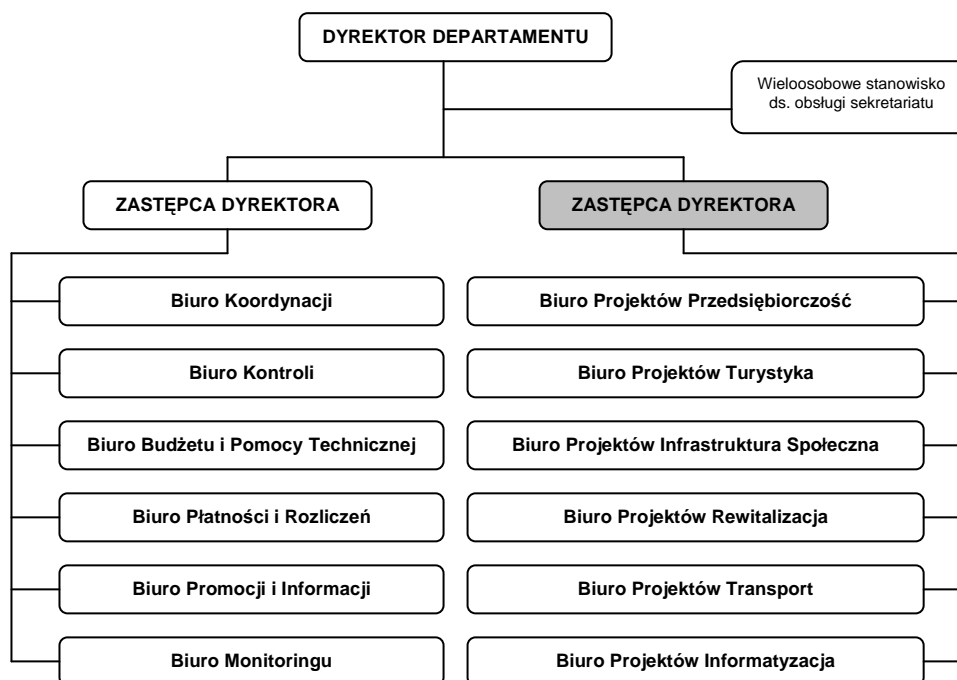 DYREKTOR DEPARTAMENTU
Wieloosobowe stanowisko
ds. obsługi sekretariatu
ZASTĘPCA DYREKTORA
ZASTĘPCA DYREKTORA
Biuro Koordynacji
Biuro Projektów Przedsiębiorczość
Biuro Kontroli
Biuro Projektów Turystyka
Biuro Budżetu i Pomocy Technicznej
Biuro Projektów Infrastruktura Społeczna
Biuro Płatności i Rozliczeń
Biuro Projektów Rewitalizacja
Biuro Promocji i Informacji
Biuro Projektów Transport
Biuro Monitoringu
Biuro Projektów Informatyzacja